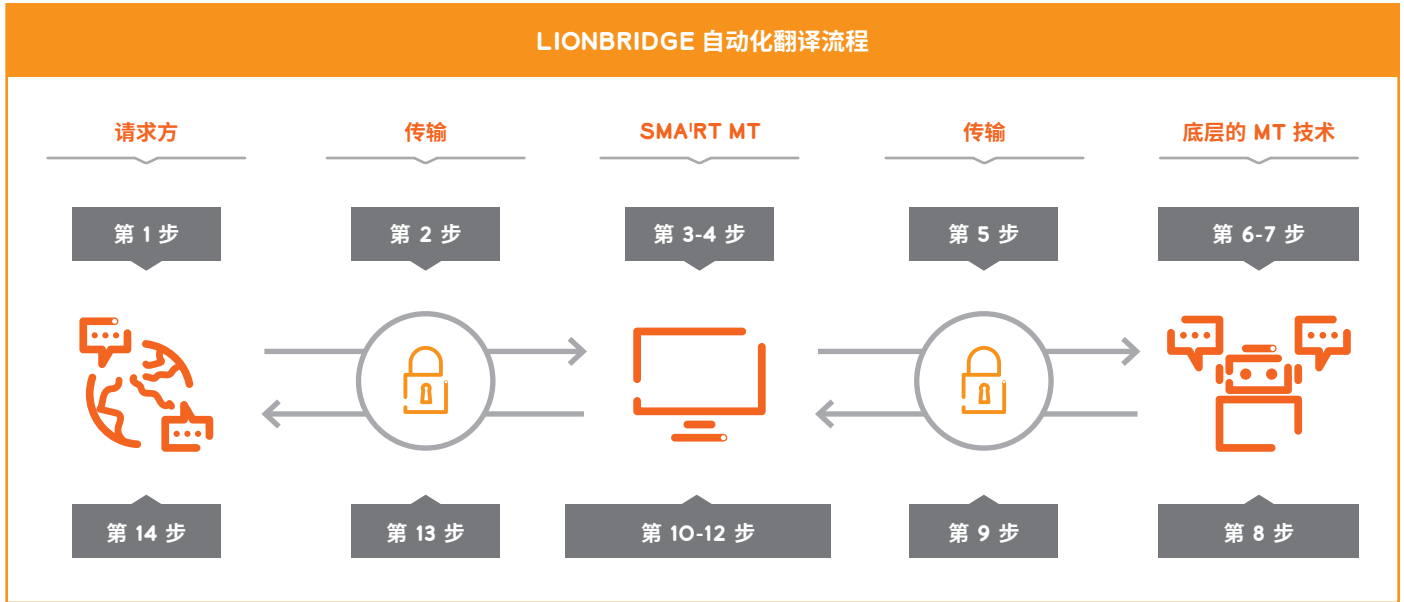 LIONBRIDGE 自动化翻译流程
请求方
传输
SMA'RT MT
传输
底层的 MT 技术
第 1 步
第 2 步
第 3-4 步
第 5 步
第 6-7 步
第 14 步
第 13 步
第 10-12 步
第 9 步
第 8 步